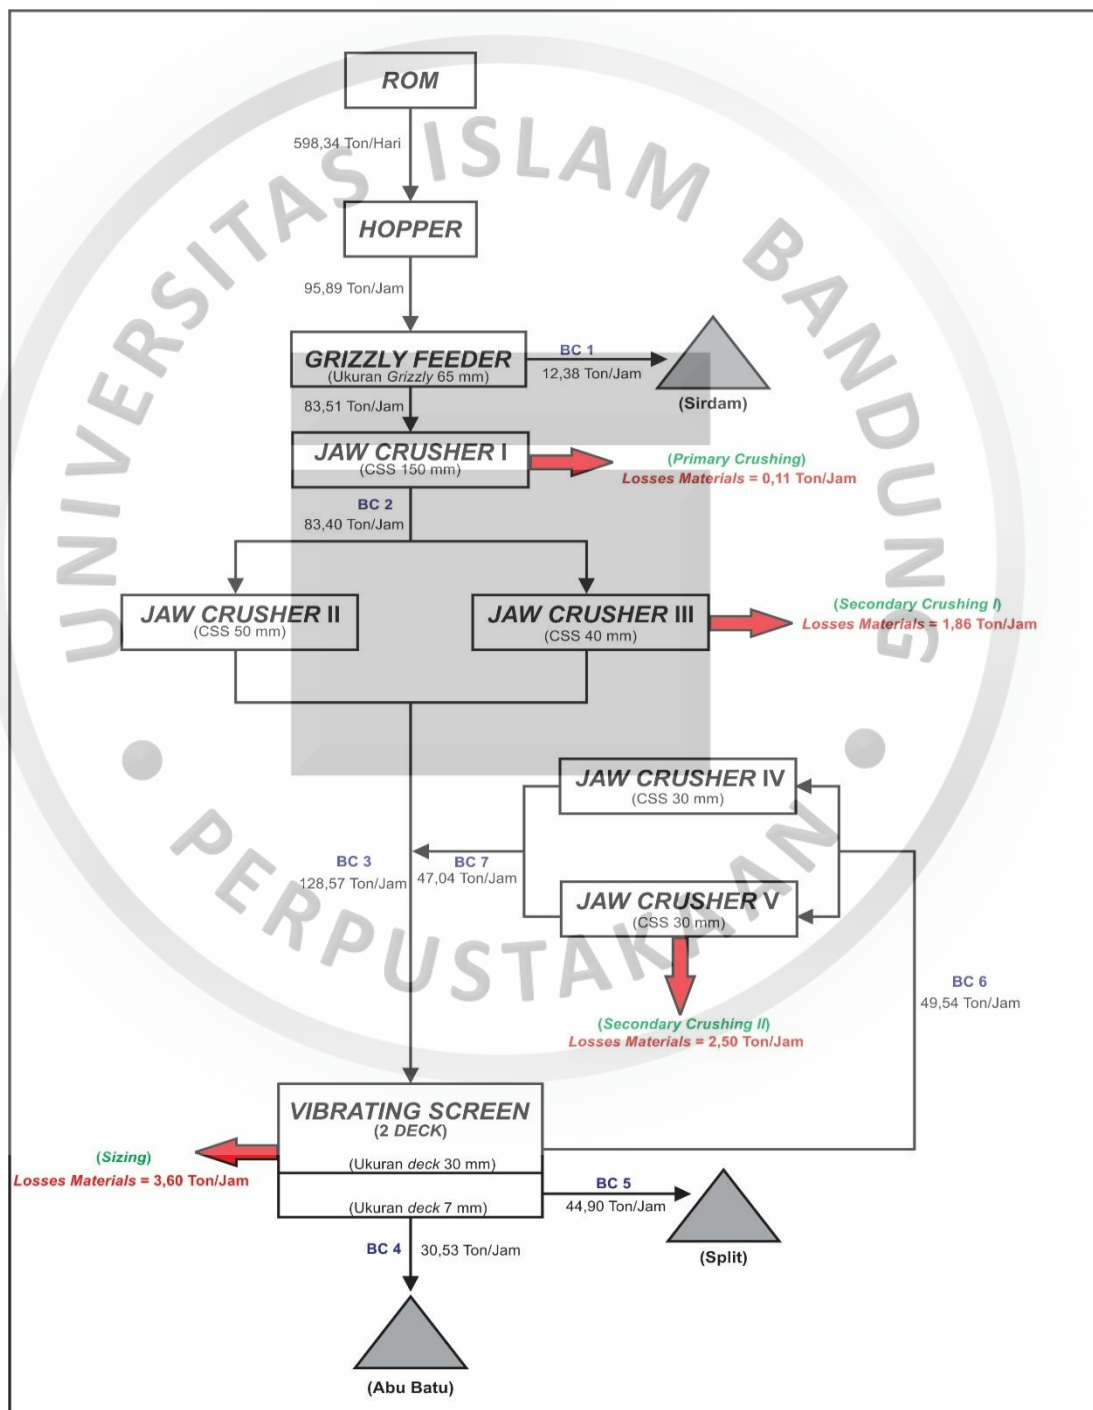 UNIVERSITAS ISLAM BANDUNG
PERPUSTAKAAN
ROM
598,34 Ton/Hari
HOPPER
95,89 Ton/Jam
GRIZZLY FEEDER
(Ukuran Grizzly 65 mm)
BC 1
12,38 Ton/Jam
(Sirdam)
83,51 Ton/Jam
JAW CRUSHER I
(CSS 150 mm)
(Primary Crushing)
Losses Materials = 0,11 Ton/Jam
BC 2
83,40 Ton/Jam
JAW CRUSHER II
(CSS 50 mm)
JAW CRUSHER III
(CSS 40 mm)
(Secondary Crushing I)
Losses Materials = 1,86 Ton/Jam
JAW CRUSHER IV
(CSS 30 mm)
BC 3
128,57 Ton/Jam
BC 7
47,04 Ton/Jam
JAW CRUSHER V
(CSS 30 mm)
BC 6
49,54 Ton/Jam
(Secondary Crushing II)
Losses Materials = 2,50 Ton/Jam
VIBRATING SCREEN
(2 DECK)
(Ukuran deck 30 mm)
(Sizing)
Losses Materials = 3,60 Ton/Jam
(Ukuran deck 7 mm)
BC 5
44,90 Ton/Jam
(Split)
BC 4
30,53 Ton/Jam
(Abu Batu)